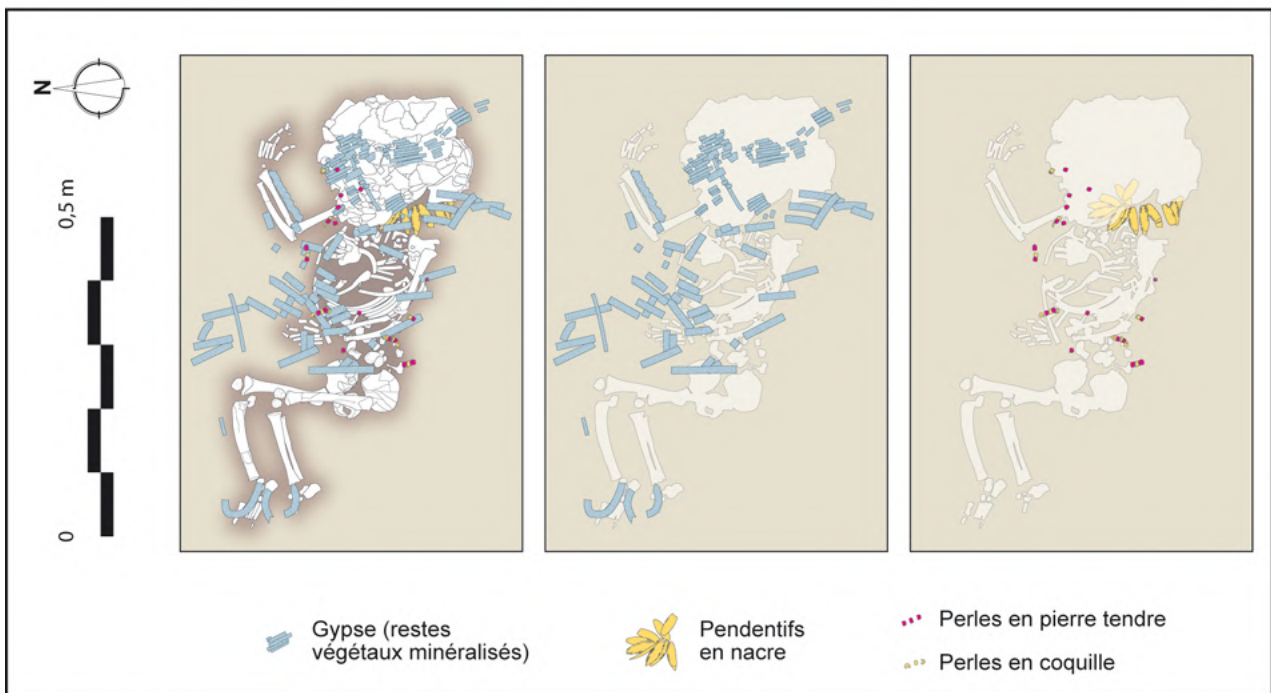 N
0,5 m
0
Gypse (restes
végétaux minéralisés)
Pendentifs
en nacre
Perles en pierre tendre
Perles en coquille